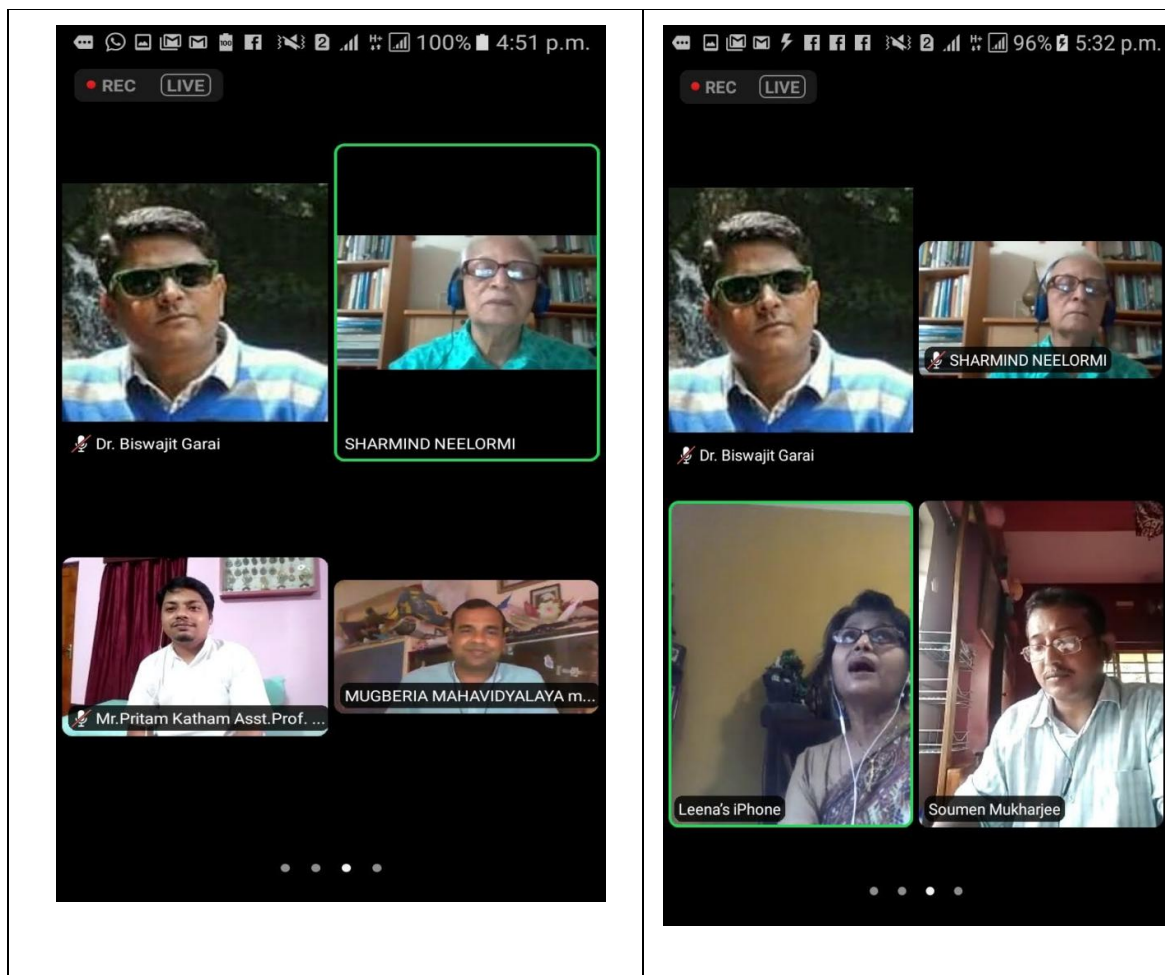 100% 4:51 p.m.
REC LIVE
Dr. Biswajit Garai
SHARMIND NEELORMI
Mr.Pritam Katham Asst.Prof. ...
MUGBERIA MAHAVIDYALAYA m...
96% 5:32 p.m.
REC LIVE
SHARMIND NEELORMI
Dr. Biswajit Garai
Leena's iPhone
Soumen Mukharjee